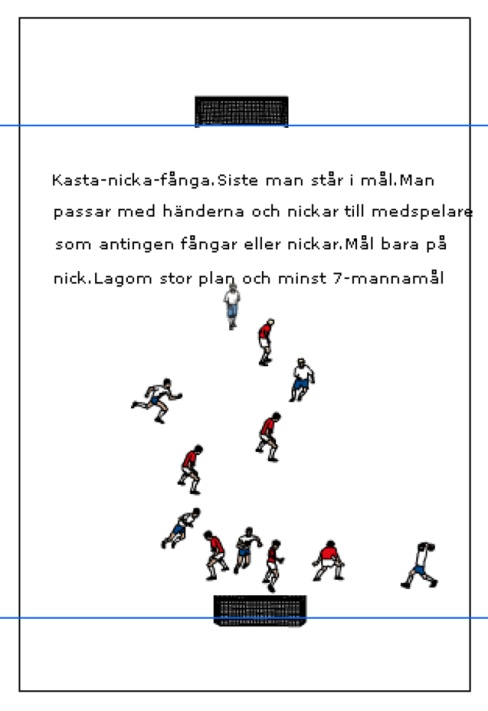 Kasta-nicka-fånga.Siste man står i mål.Man
passar med händerna och nickar till medspelare
som antingen fångar eller nickar.Mål bara på
nick.Lagom stor plan och minst 7-mannamål